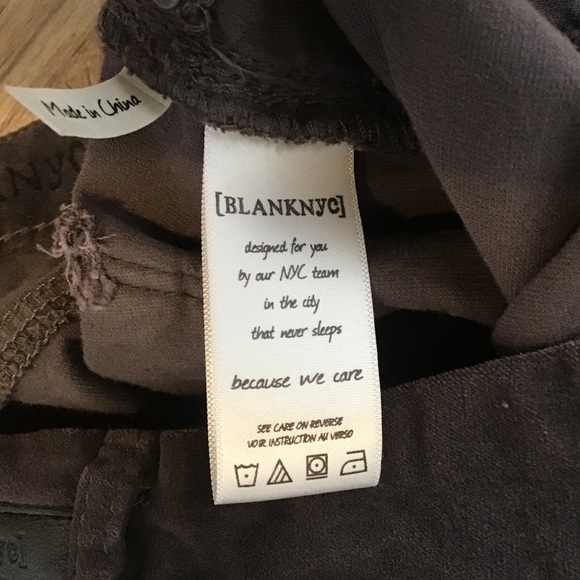 Made in China
[BLANKNYC]
designed for you
by our NYC team
in the city
that never sleeps
because we care
SEE CARE ON REVERSE
VOIR INSTRUCTION AU VERSO